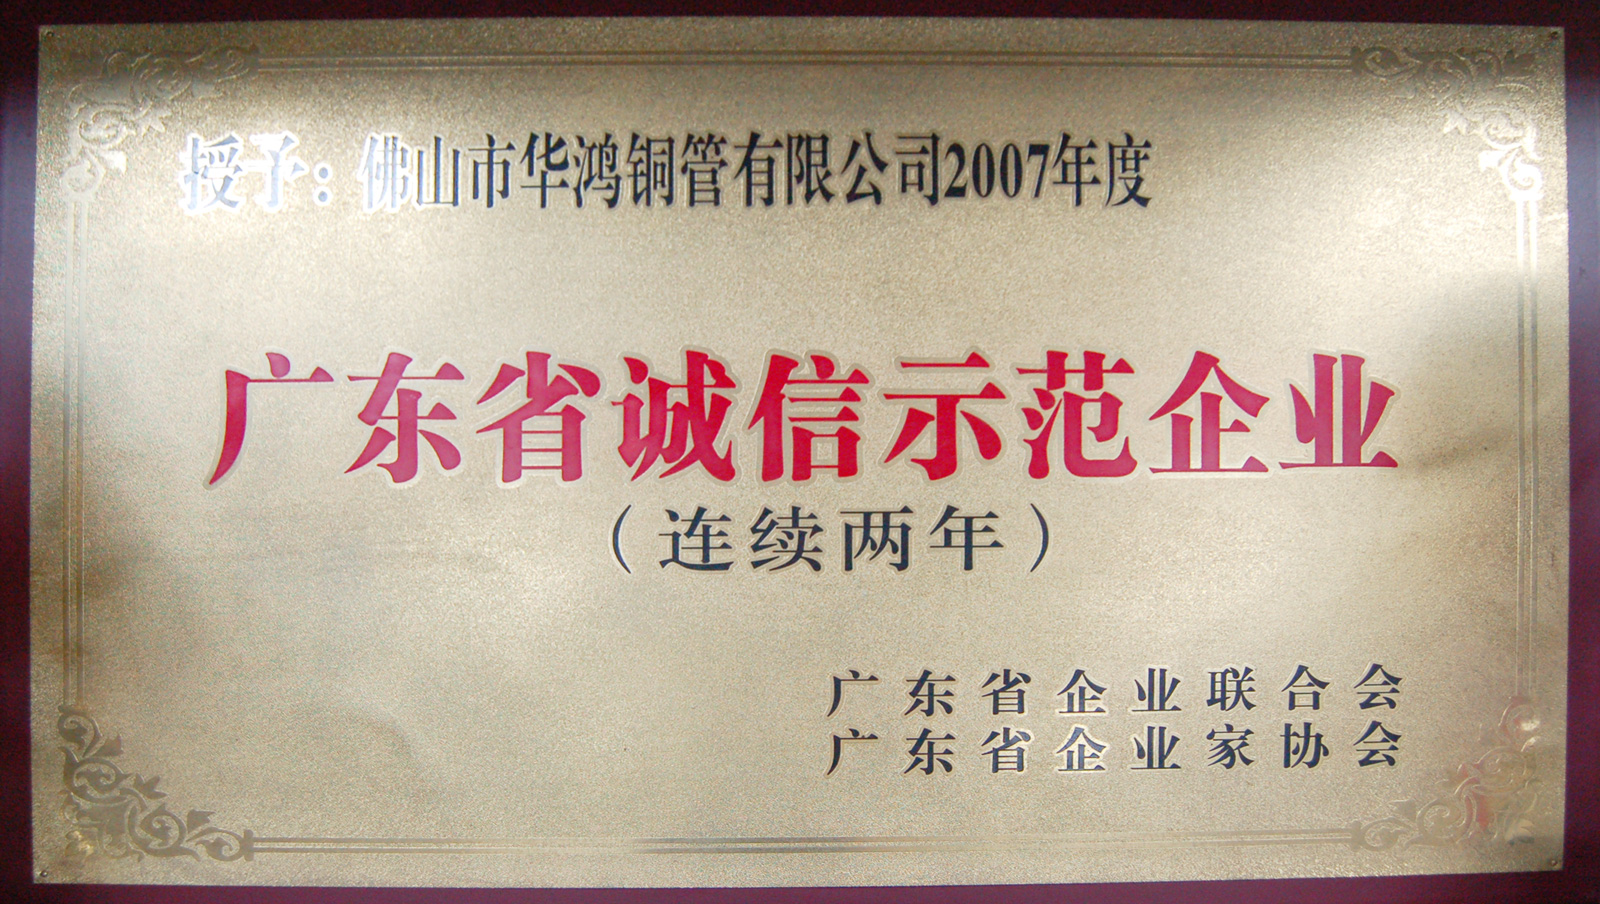 授予：佛山市华鸿铜管有限公司2007年度
广东省诚信示范企业
（连续两年）
广东省企业联合会
广东省企业家协会